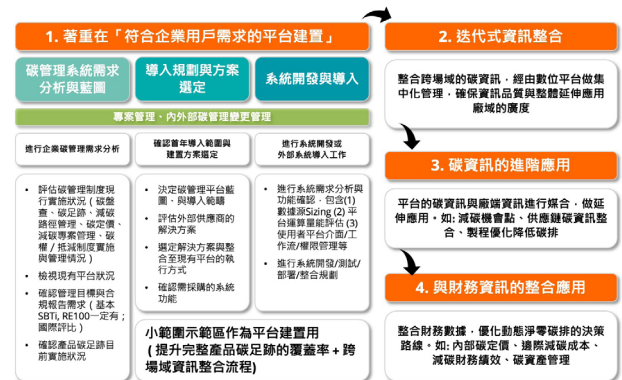 1. 著重在「符合企業用戶需求的平台建置」
碳管理系統需求
分析與藍圖
導入規劃與方案
選定
系統開發與導入
專案管理、內外部碳管理變更管理
進行企業碳管理需求分析
確認首年導入範圍與
建置方案選定
進行系統開發或
外部系統導入工作
• 評估碳管理制度現
行實施狀況（碳盤
查、碳足跡、減碳
路徑管理、碳定價、
減碳專案管理、碳
權 / 抵減制度實施
與管理情況）
• 檢視現有平台狀況
• 確認管理目標與合
規報告需求（基本
SBTi, RE100一定有；
國際評比）
• 確認產品碳足跡目
前實施狀況
• 決定碳管理平台藍
圖、與導入範疇
• 評估外部供應商的
解決方案
• 選定解決方案與整
合至現有平台的執
行方式
• 確認需採購的系統
功能
• 進行系統需求分析與
功能確認，包含(1)
數據源Sizing (2) 平
台運算量能評估 (3)
使用者平台介面/工
作流/權限管理等
• 進行系統開發/測試/
部署/整合規劃
小範圍示範區作為平台建置用
( 提升完整產品碳足跡的覆蓋率 + 跨
場域資訊整合流程)
2. 迭代式資訊整合
整合跨場域的碳資訊，經由數位平台做集
中化管理，確保資訊品質與整體延伸應用
廠域的廣度
3. 碳資訊的進階應用
平台的碳資訊與廠端資訊進行媒合，做延
伸應用。如: 減碳機會點、供應鏈碳資訊整
合、製程優化降低碳排
4. 與財務資訊的整合應用
整合財務數據，優化動態淨零碳排的決策
路線。如: 內部碳定價、邊際減碳成本、
減碳財務績效、碳資產管理